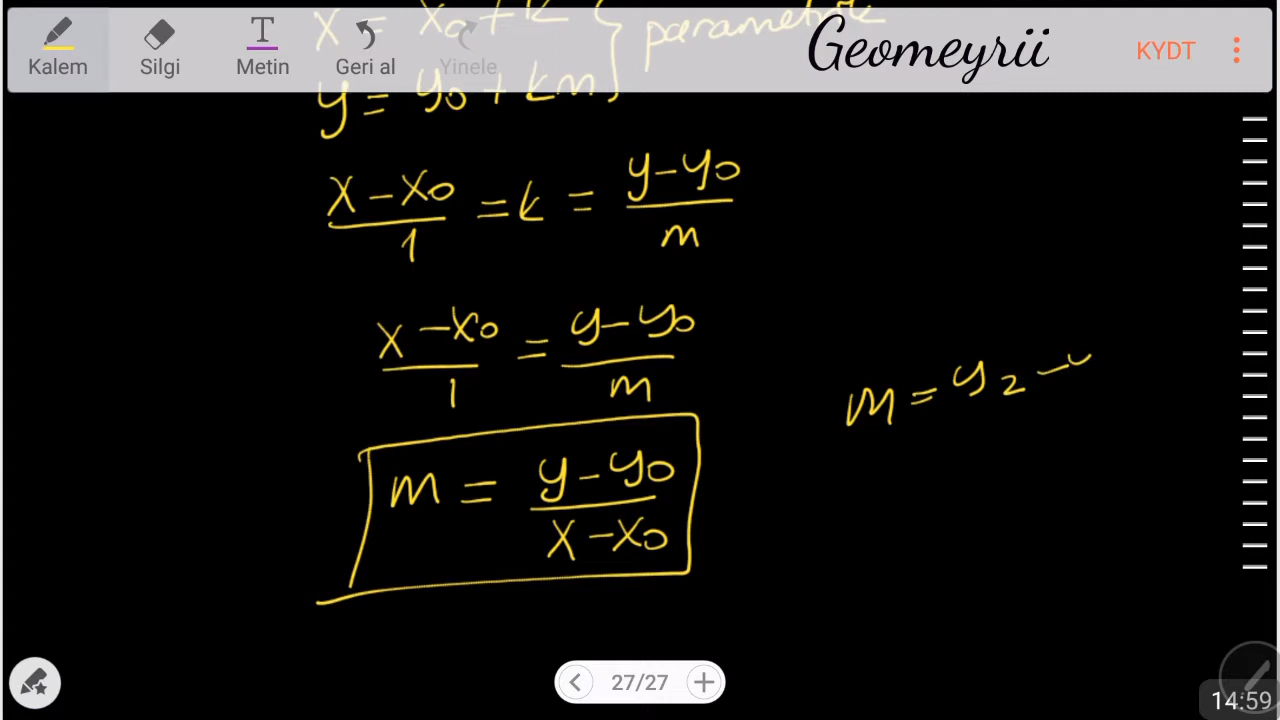 Kalem Silgi Metin Geri al Yinele Geomeyrii KYDT
x = x₀ + k } parametrik
y = y₀ + km
x - x₀ / 1 = k = y - y₀ / m
x - x₀ / 1 = y - y₀ / m
m = y₂ -
m = y - y₀ / x - x₀
27/27
14:59